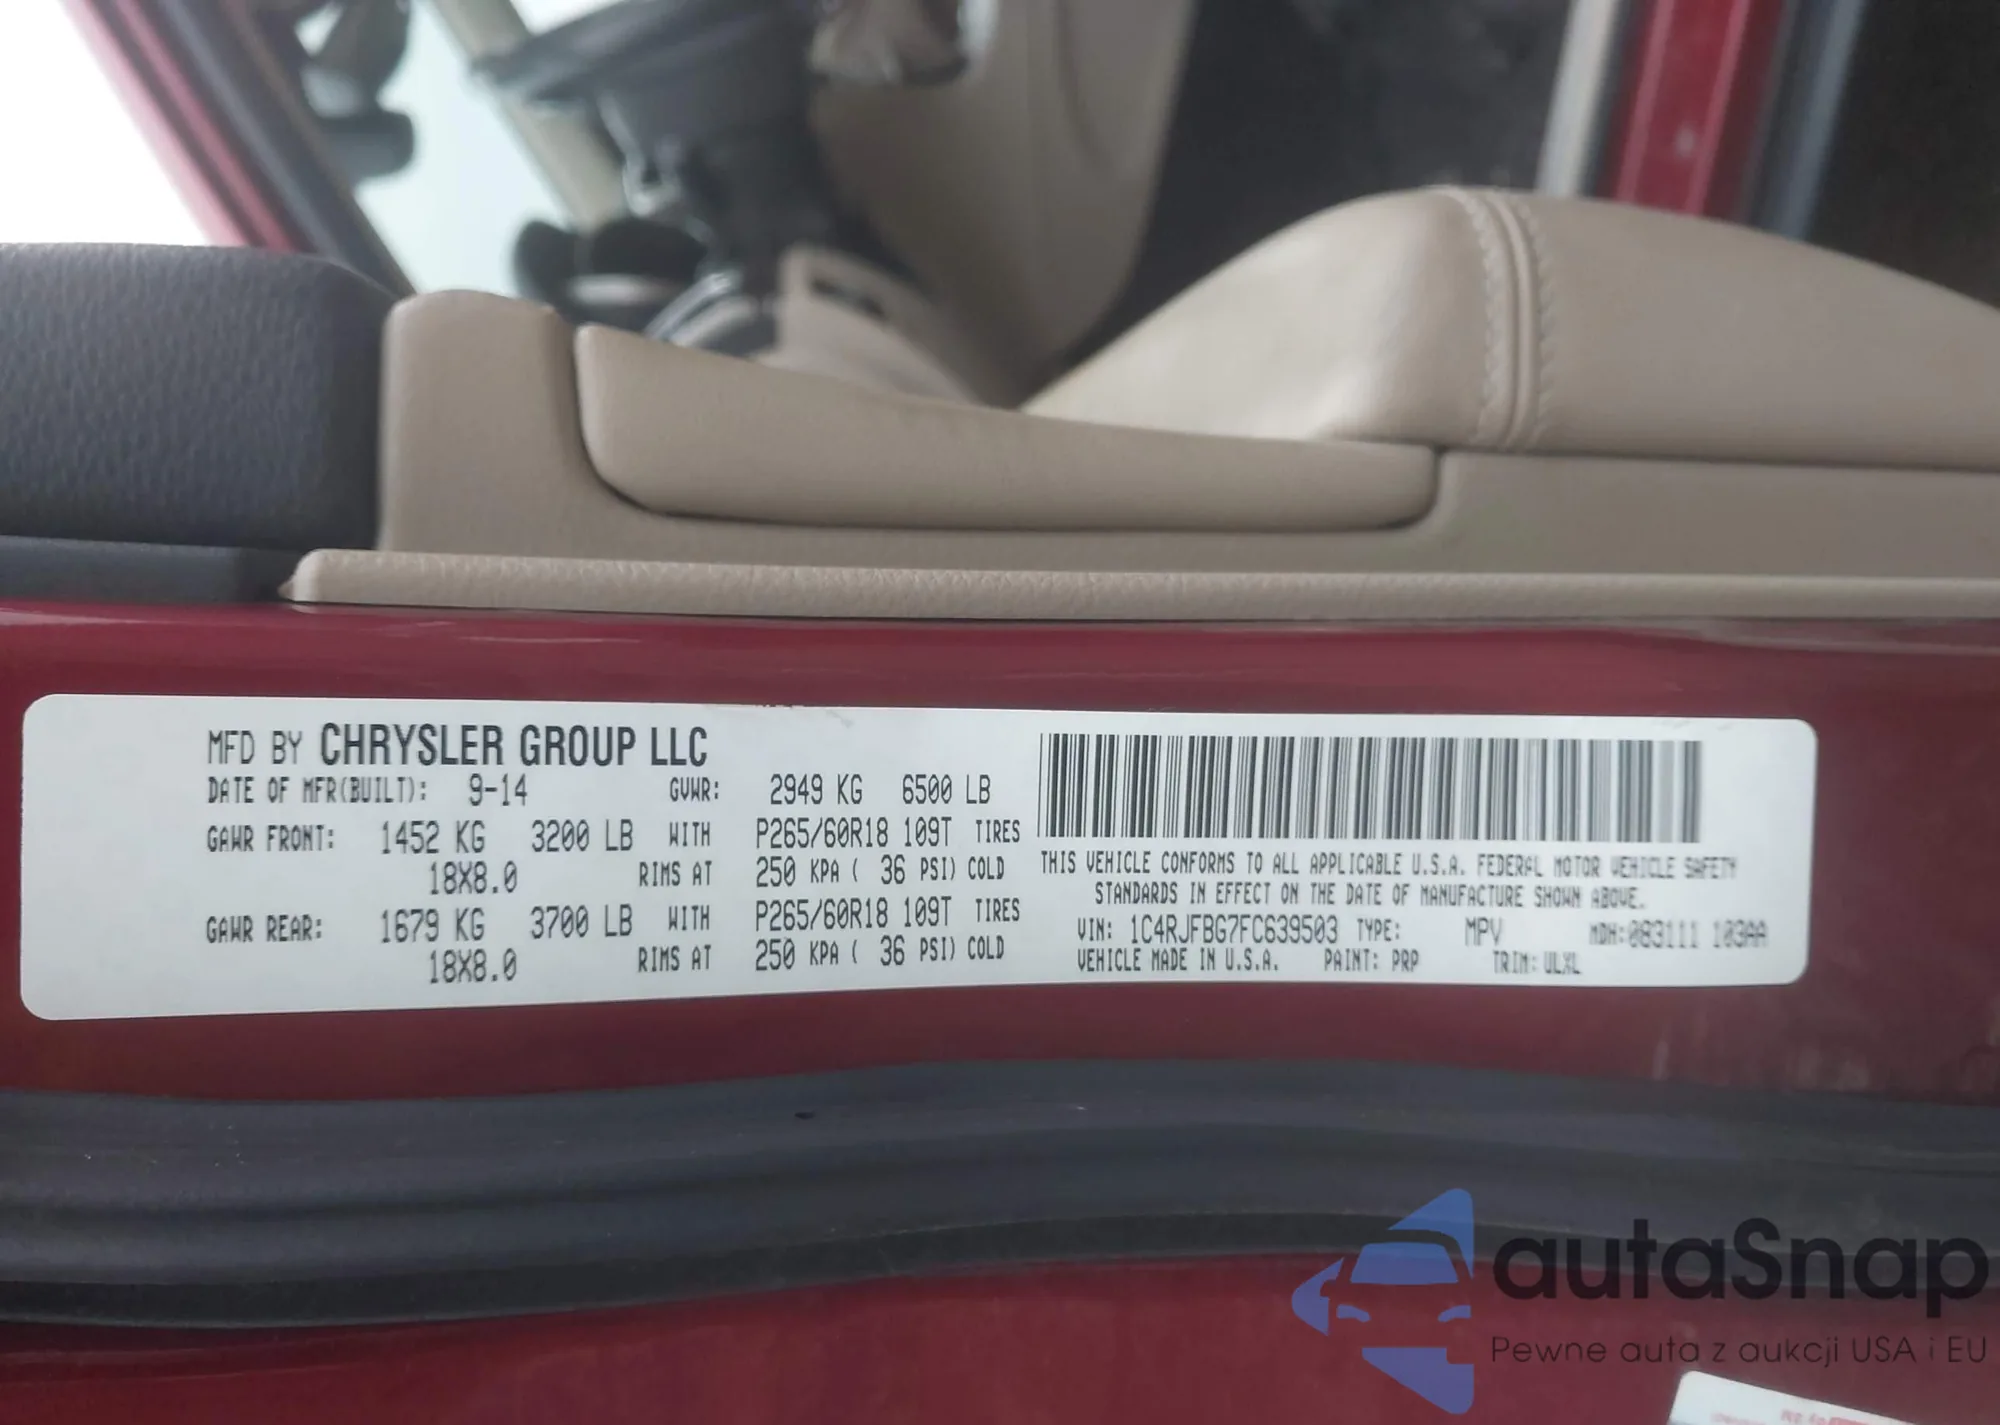 MFD BY CHRYSLER GROUP LLC
DATE OF MFR(BUILT): 9-14 GVWR: 2949 KG 6500 LB
GAWR FRONT: 1452 KG 3200 LB WITH P265/60R18 109T TIRES
18X8.0 RIMS AT 250 KPA ( 36 PSI) COLD
GAWR REAR: 1679 KG 3700 LB WITH P265/60R18 109T TIRES
18X8.0 RIMS AT 250 KPA ( 36 PSI) COLD
THIS VEHICLE CONFORMS TO ALL APPLICABLE U.S.A. FEDERAL MOTOR VEHICLE SAFETY
STANDARDS IN EFFECT ON THE DATE OF MANUFACTURE SHOWN ABOVE.
VIN: 1C4RJFBG7FC639503 TYPE: MPV MDH:083111 109AA
VEHICLE MADE IN U.S.A. PAINT: PRP TRIM: ULXL
autaSnap
Pewne auta z aukcji USA i EU